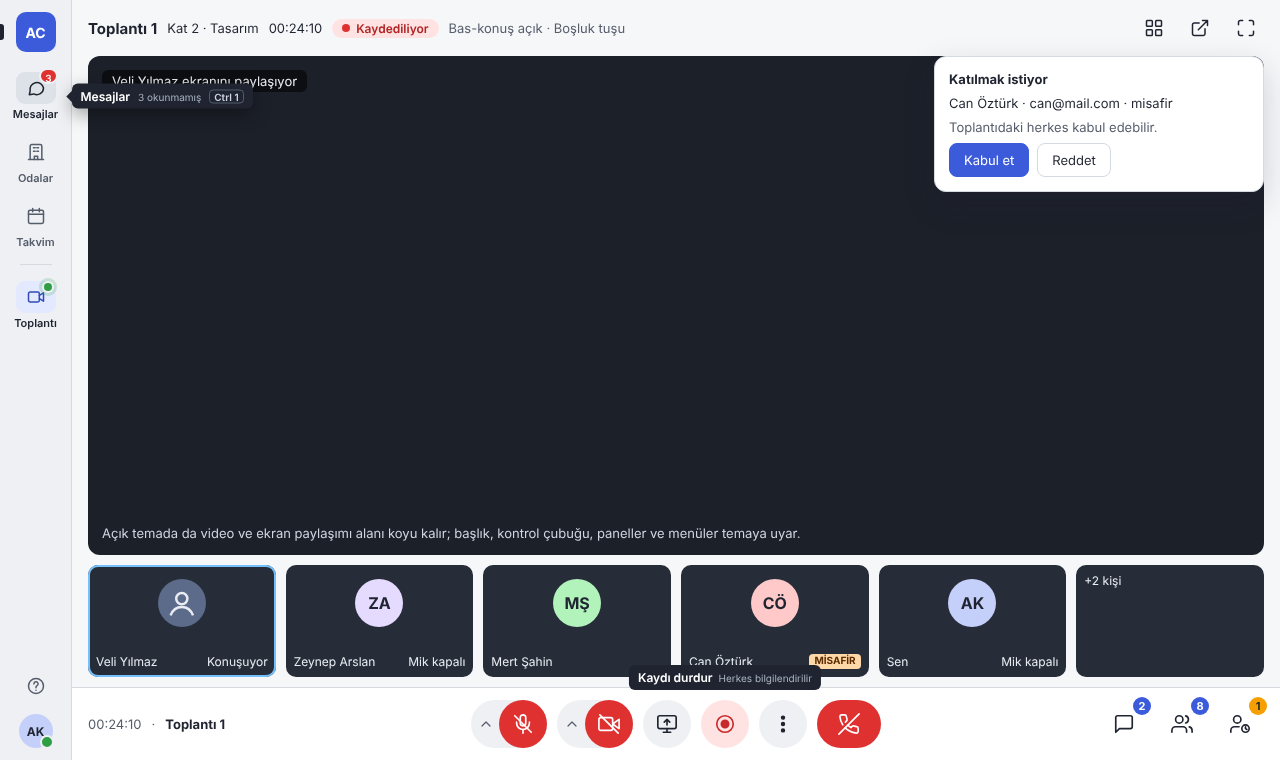 AC
Toplantı 1 Kat 2 · Tasarım 00:24:10 Kaydediliyor Bas-konuş açık · Boşluk tuşu
3
Mesajlar
Mesajlar 3 okunmamış Ctrl 1
Odalar
Takvim
Toplantı
AK
Veli Yılmaz ekranını paylaşıyor
Katılmak istiyor
Can Öztürk · can@mail.com · misafir
Toplantıdaki herkes kabul edebilir.
Kabul et Reddet
Açık temada da video ve ekran paylaşımı alanı koyu kalır; başlık, kontrol çubuğu, paneller ve menüler temaya uyar.
Veli Yılmaz Konuşuyor
ZA
Zeynep Arslan Mik kapalı
MŞ
Mert Şahin
CÖ
Can Öztürk MİSAFİR
AK
Sen Mik kapalı
+2 kişi
Kaydı durdur Herkes bilgilendirilir
00:24:10 · Toplantı 1
2
8
1